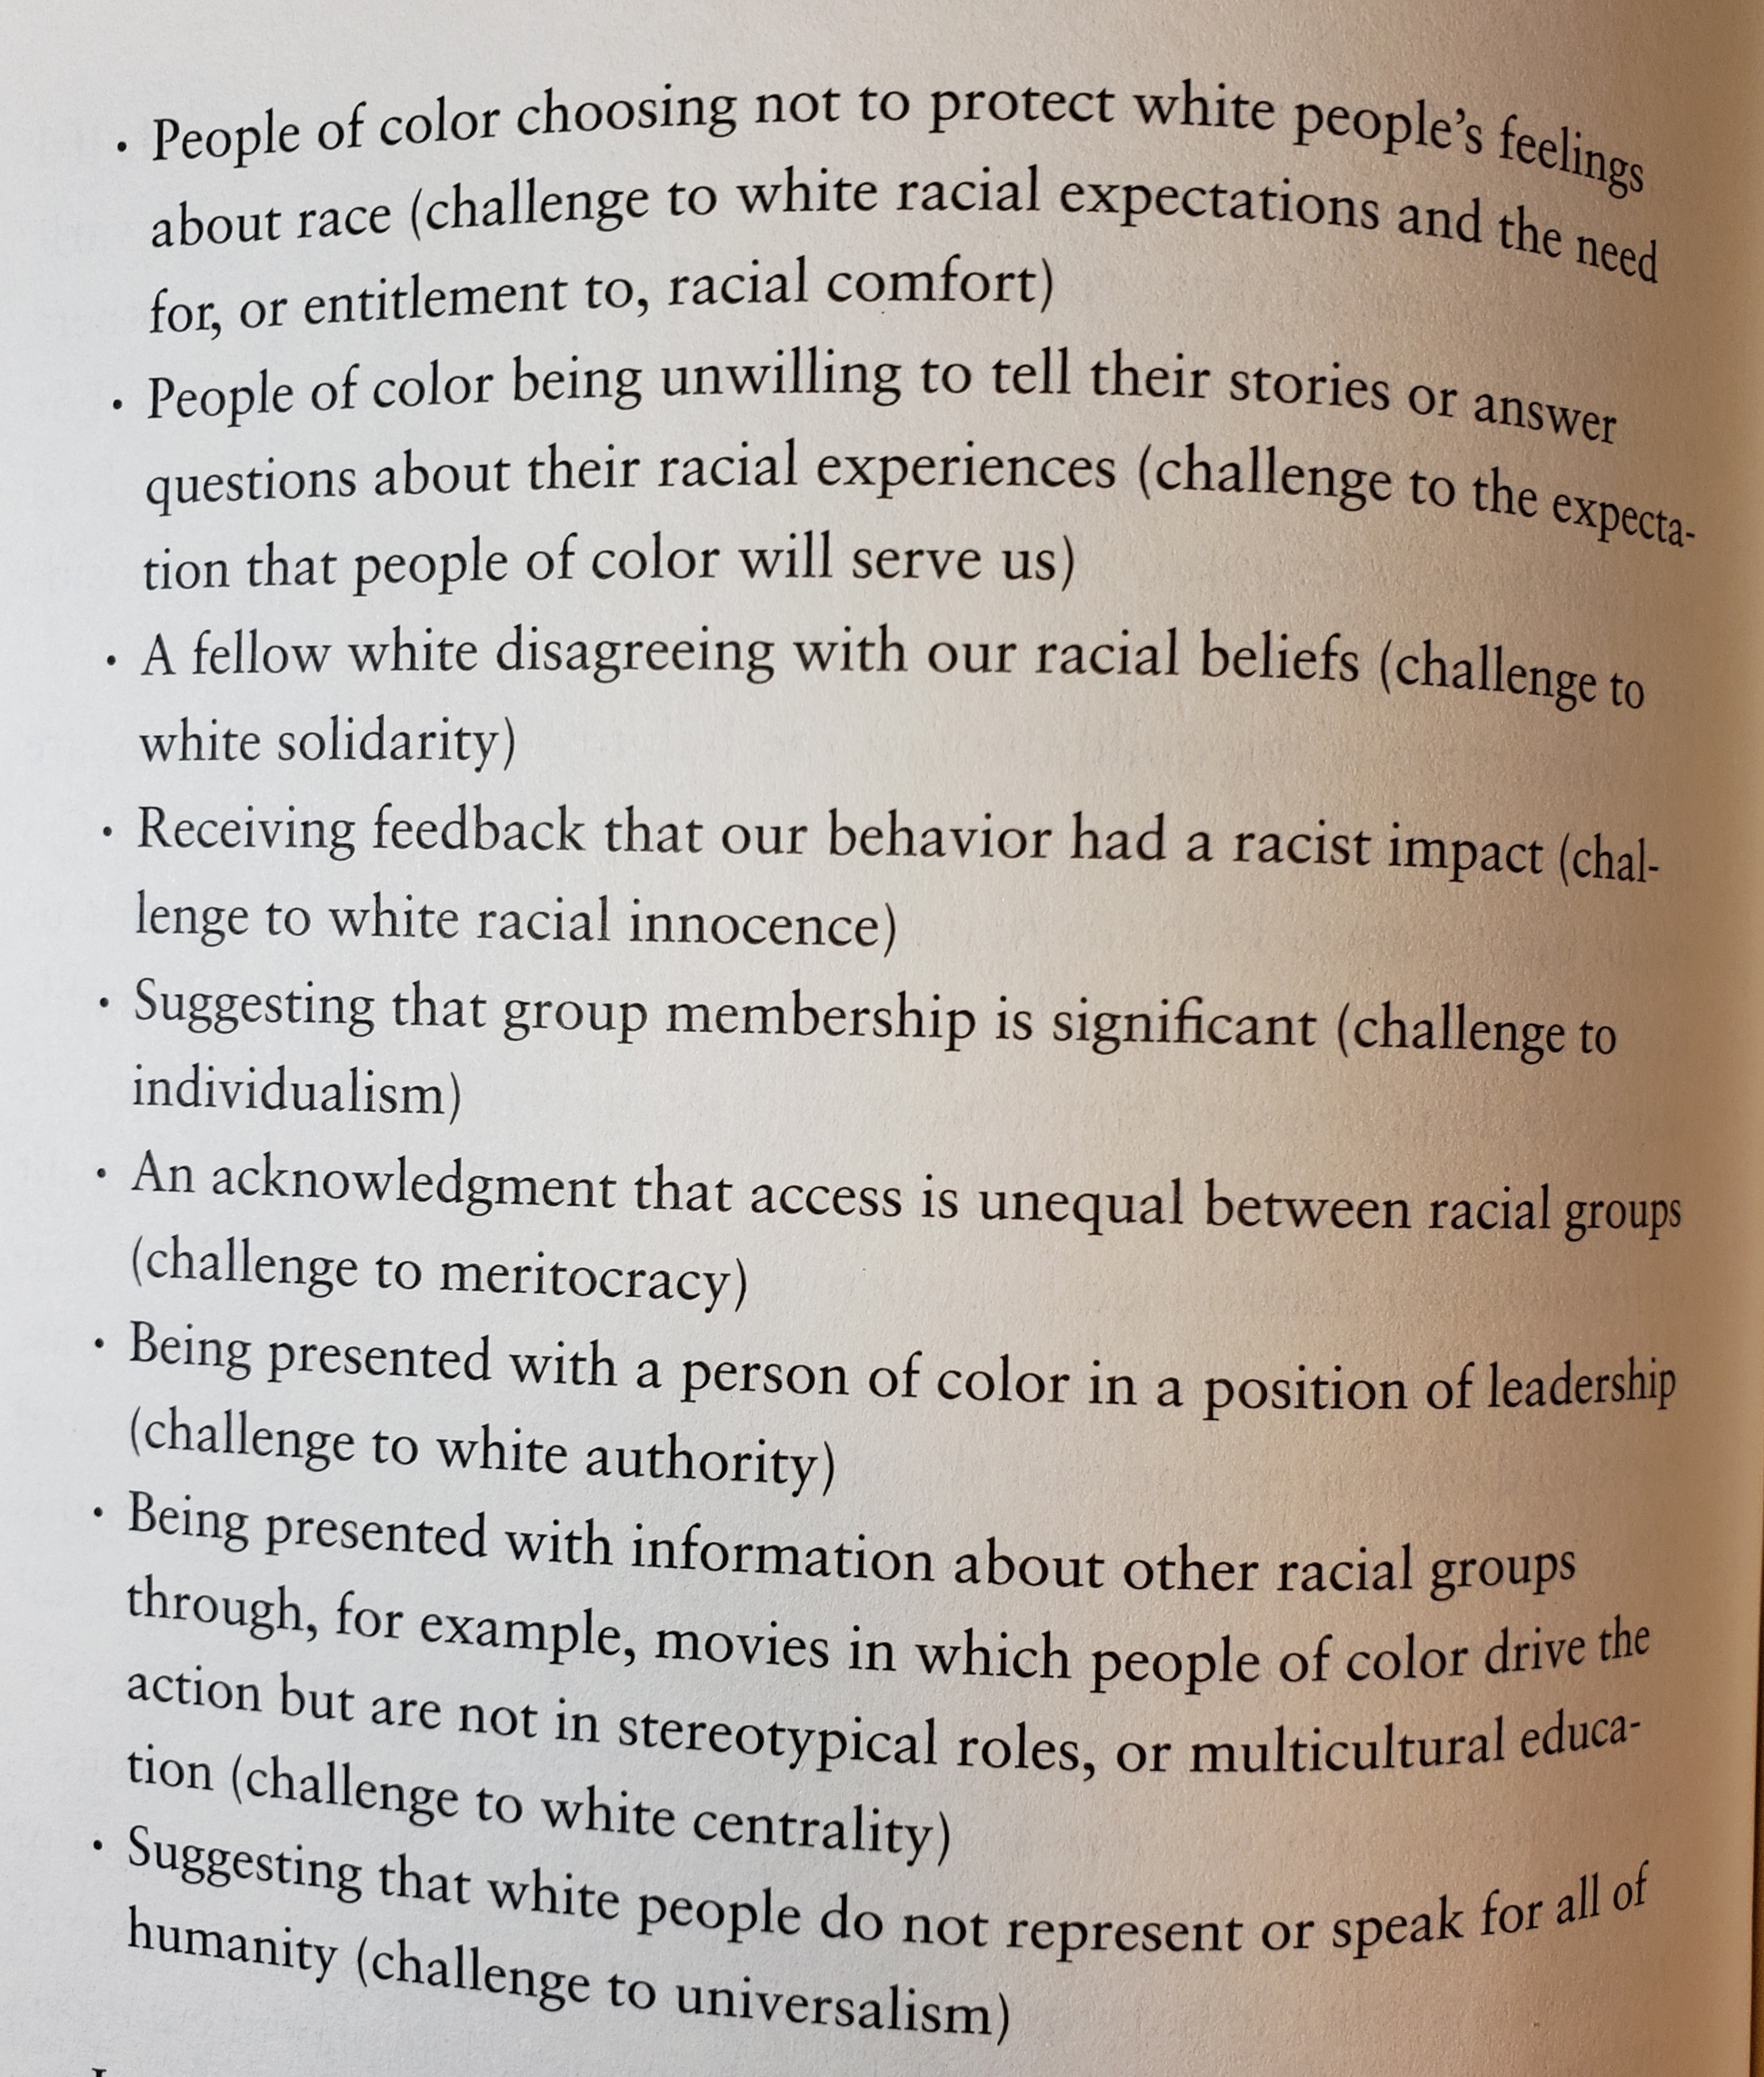 • People of color choosing not to protect white people's feelings
about race (challenge to white racial expectations and the need
for, or entitlement to, racial comfort)
• People of color being unwilling to tell their stories or answer
questions about their racial experiences (challenge to the expecta-
tion that people of color will serve us)
• A fellow white disagreeing with our racial beliefs (challenge to
white solidarity)
• Receiving feedback that our behavior had a racist impact (chal-
lenge to white racial innocence)
• Suggesting that group membership is significant (challenge to
individualism)
• An acknowledgment that access is unequal between racial groups
(challenge to meritocracy)
• Being presented with a person of color in a position of leadership
(challenge to white authority)
• Being presented with information about other racial groups
through, for example, movies in which people of color drive the
action but are not in stereotypical roles, or multicultural educa-
tion (challenge to white centrality)
• Suggesting that white people do not represent or speak for all of
humanity (challenge to universalism)